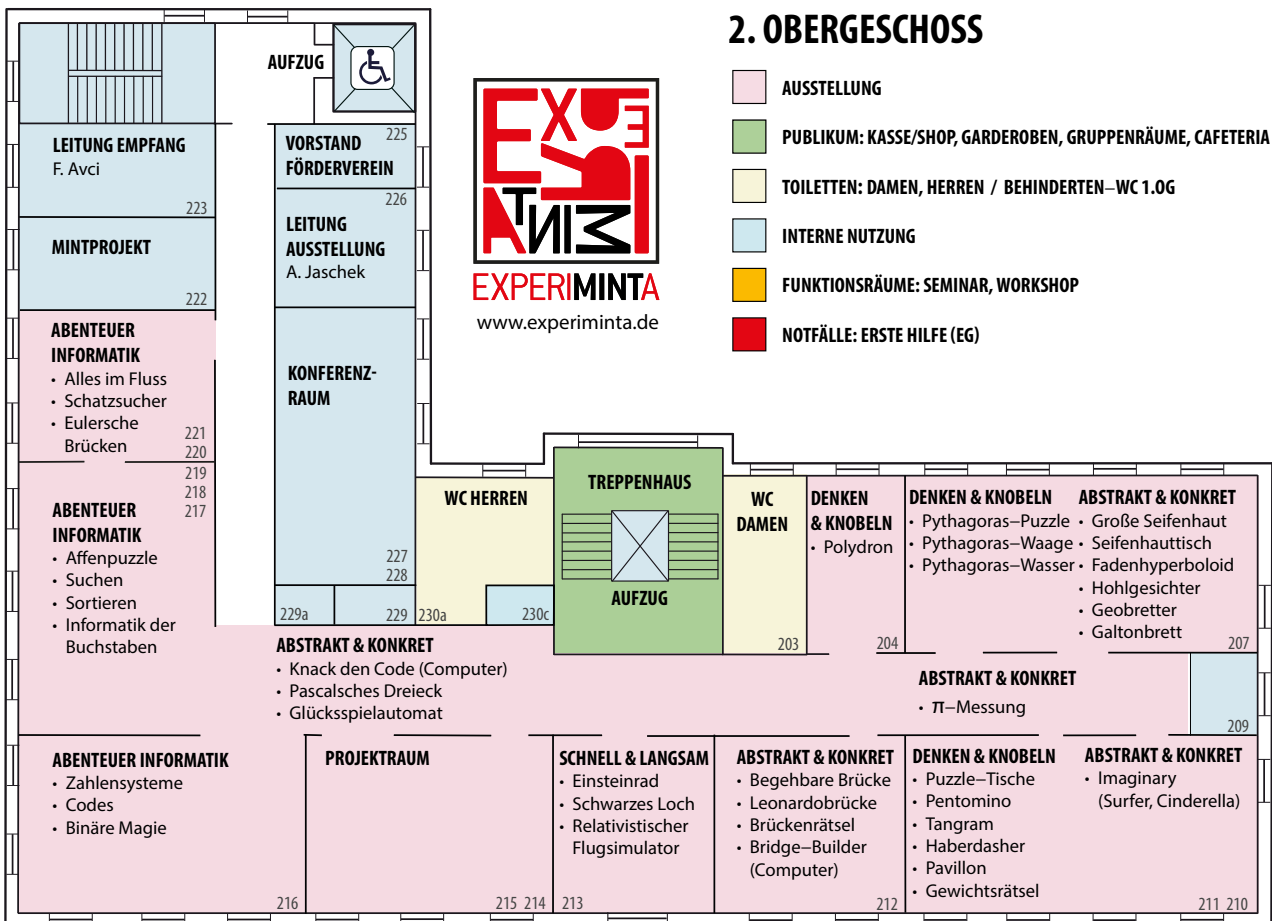 2. OBERGESCHOSS
AUSSTELLUNG
PUBLIKUM: KASSE/SHOP, GARDEROBEN, GRUPPENRÄUME, CAFETERIA
TOILETTEN: DAMEN, HERREN / BEHINDERTEN–WC 1.OG
INTERNE NUTZUNG
FUNKTIONSRÄUME: SEMINAR, WORKSHOP
NOTFÄLLE: ERSTE HILFE (EG)
EXPERIMINTA
EXPERIMINTA
www.experiminta.de
AUFZUG
LEITUNG EMPFANG
F. Avci
223
VORSTAND
FÖRDERVEREIN
225
226
LEITUNG
AUSSTELLUNG
A. Jaschek
MINTPROJEKT
222
ABENTEUER
INFORMATIK
• Alles im Fluss
• Schatzsucher
• Eulersche
Brücken
221
220
KONFERENZ-
RAUM
227
228
219
218
217
ABENTEUER
INFORMATIK
• Affenpuzzle
• Suchen
• Sortieren
• Informatik der
Buchstaben
229a
229
WC HERREN
230a
230c
TREPPENHAUS
AUFZUG
WC
DAMEN
203
DENKEN
& KNOBELN
• Polydron
204
DENKEN & KNOBELN
• Pythagoras–Puzzle
• Pythagoras–Waage
• Pythagoras–Wasser
ABSTRAKT & KONKRET
• Große Seifenhaut
• Seifenhauttisch
• Fadenhyperboloid
• Hohlgesichter
• Geobretter
• Galtonbrett
207
ABSTRAKT & KONKRET
• Knack den Code (Computer)
• Pascalsches Dreieck
• Glücksspielautomat
ABSTRAKT & KONKRET
• π–Messung
209
ABENTEUER INFORMATIK
• Zahlensysteme
• Codes
• Binäre Magie
216
PROJEKTRAUM
215 214
SCHNELL & LANGSAM
• Einsteinrad
• Schwarzes Loch
• Relativistischer
Flugsimulator
213
ABSTRAKT & KONKRET
• Begehbare Brücke
• Leonardobrücke
• Brückenrätsel
• Bridge–Builder
(Computer)
212
DENKEN & KNOBELN
• Puzzle–Tische
• Pentomino
• Tangram
• Haberdasher
• Pavillon
• Gewichtsrätsel
ABSTRAKT & KONKRET
• Imaginary
(Surfer, Cinderella)
211 210